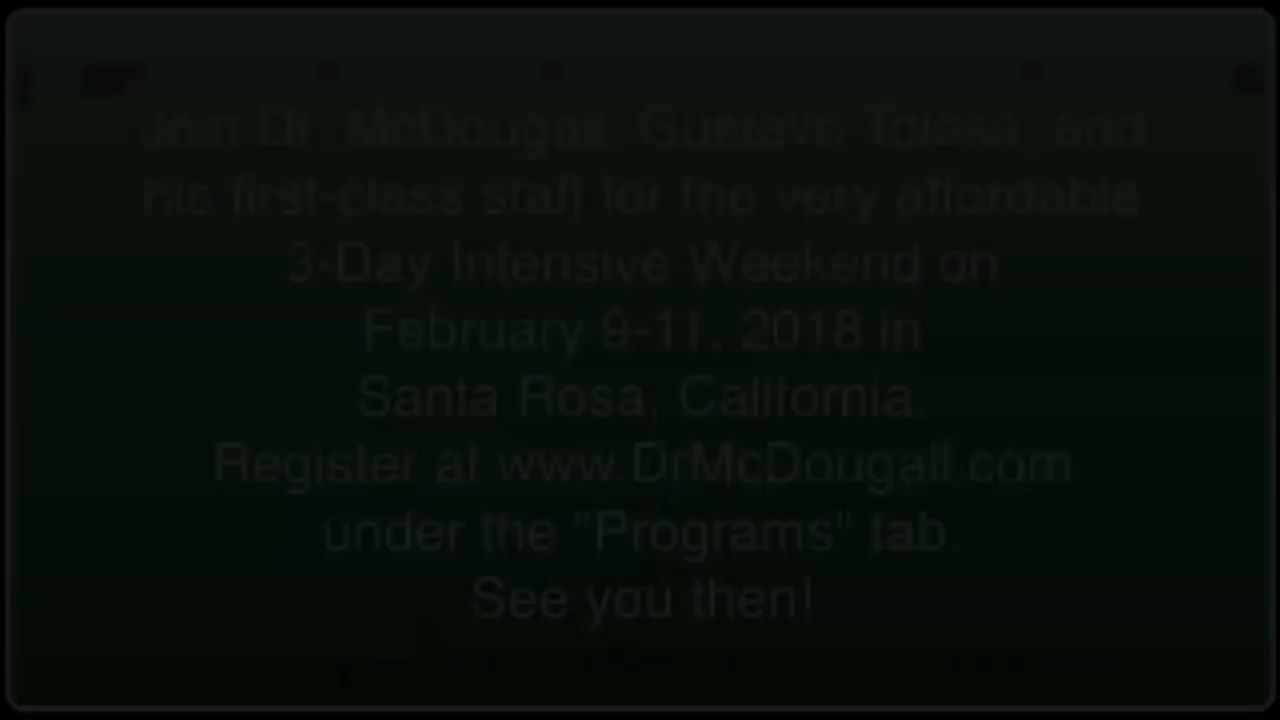 Join Dr. McDougall, Gustavo Tolosa, and
his first-class staff for the very affordable
3-Day Intensive Weekend on
February 9-11, 2018 in
Santa Rosa, California.
Register at www.DrMcDougall.com
under the "Programs" tab.
See you then!